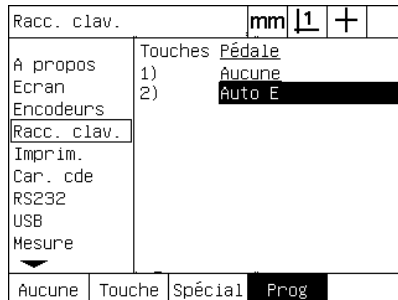 Racc. clav. mm 1
A propos
Ecran
Encodeurs
Racc. clav.
Imprim.
Car. cde
RS232
USB
Mesure
Touches Pédale
1) Aucune
2) Auto E
Aucune Touche Spécial Prog